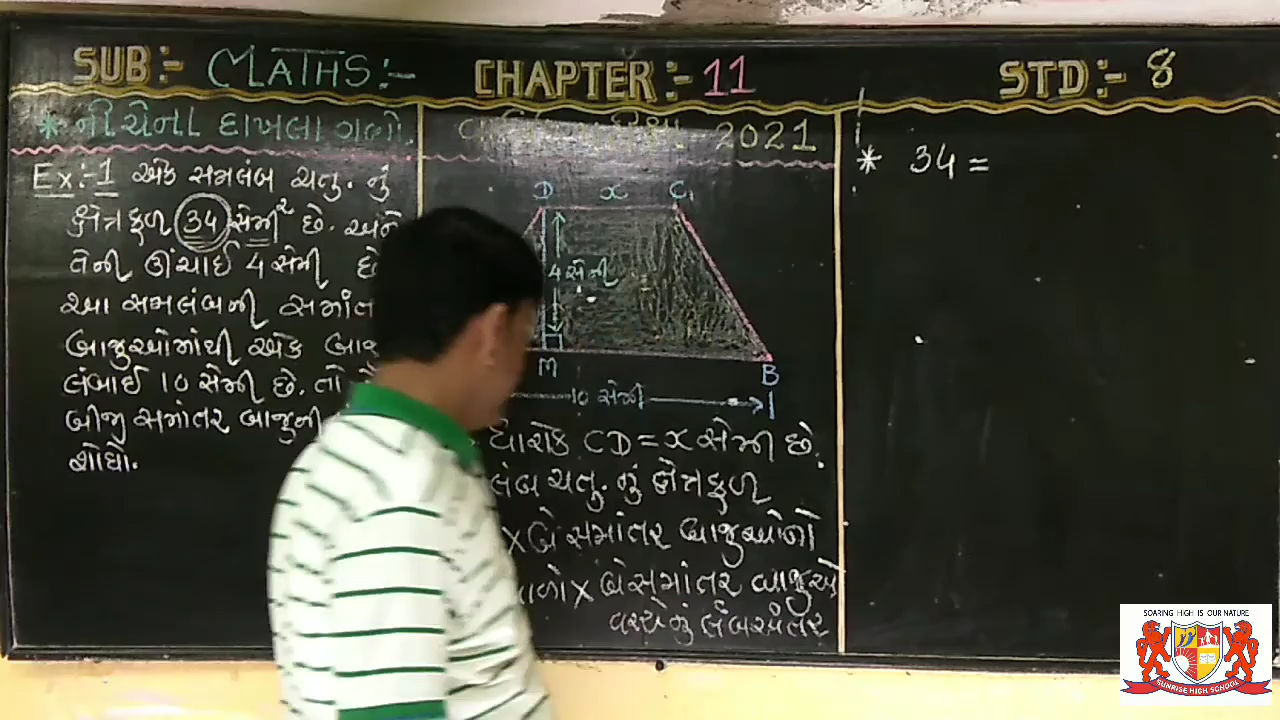 SUB:- MATHS:-
CHAPTER:- 11
STD:- 8
* નીચેના દાખલા ગણો.
Ex:-1 એક સમલંબ ચતુ. નું
ક્ષેત્રફળ 34 સેમી² છે. અને
તેની ઊંચાઈ 4 સેમી છે
આ સમલંબની સમાંત
બાજુઓમાંથી એક બાજુ
લંબાઈ 10 સેમી છે. તો
બીજી સમાંતર બાજુની
શોધો.
2021
D x C
4 સેમી
M B
10 સેમી
ધારોકે CD = x સેમી છે.
લંબ ચતુ. નું ક્ષેત્રફળ
x બે સમાંતર બાજુઓનો
ાળો x બે સમાંતર બાજુઓ
વચ્ચેનું લંબઅંતર
* 34 =
SOARING HIGH IS OUR NATURE
SUNRISE HIGH SCHOOL